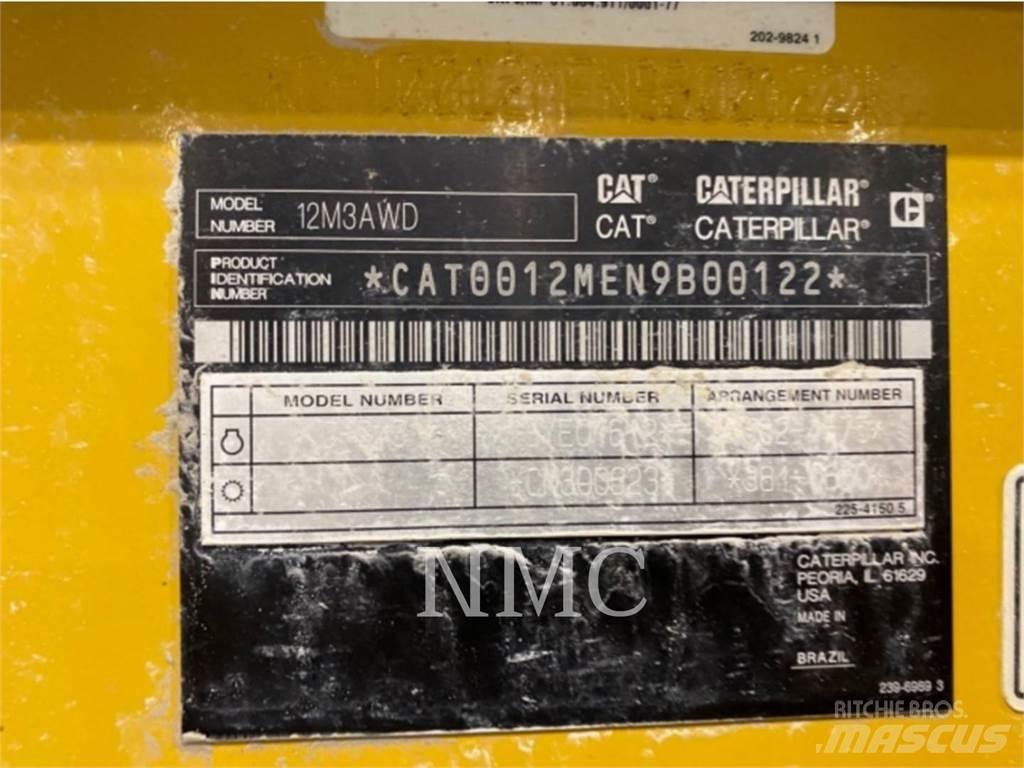 202-9824 1
MODEL NUMBER 12M3AWD
CAT® CATERPILLAR®
CAT® CATERPILLAR®
PRODUCT IDENTIFICATION NUMBER *CAT0012MEN9B00122*
MODEL NUMBER SERIAL NUMBER ARRANGEMENT NUMBER
225-4150 5
NMC
CATERPILLAR INC.
PEORIA, IL 61629
USA
MADE IN
BRAZIL
239-6969 3
RITCHIE BROS.
MASCUS